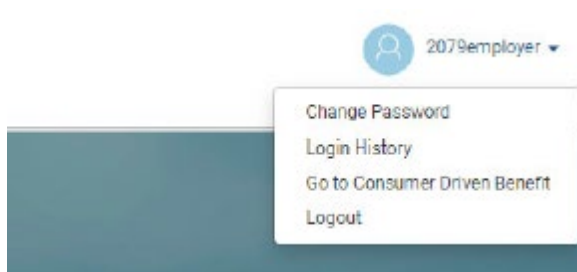 2079employer
Change Password
Login History
Go to Consumer Driven Benefit
Logout